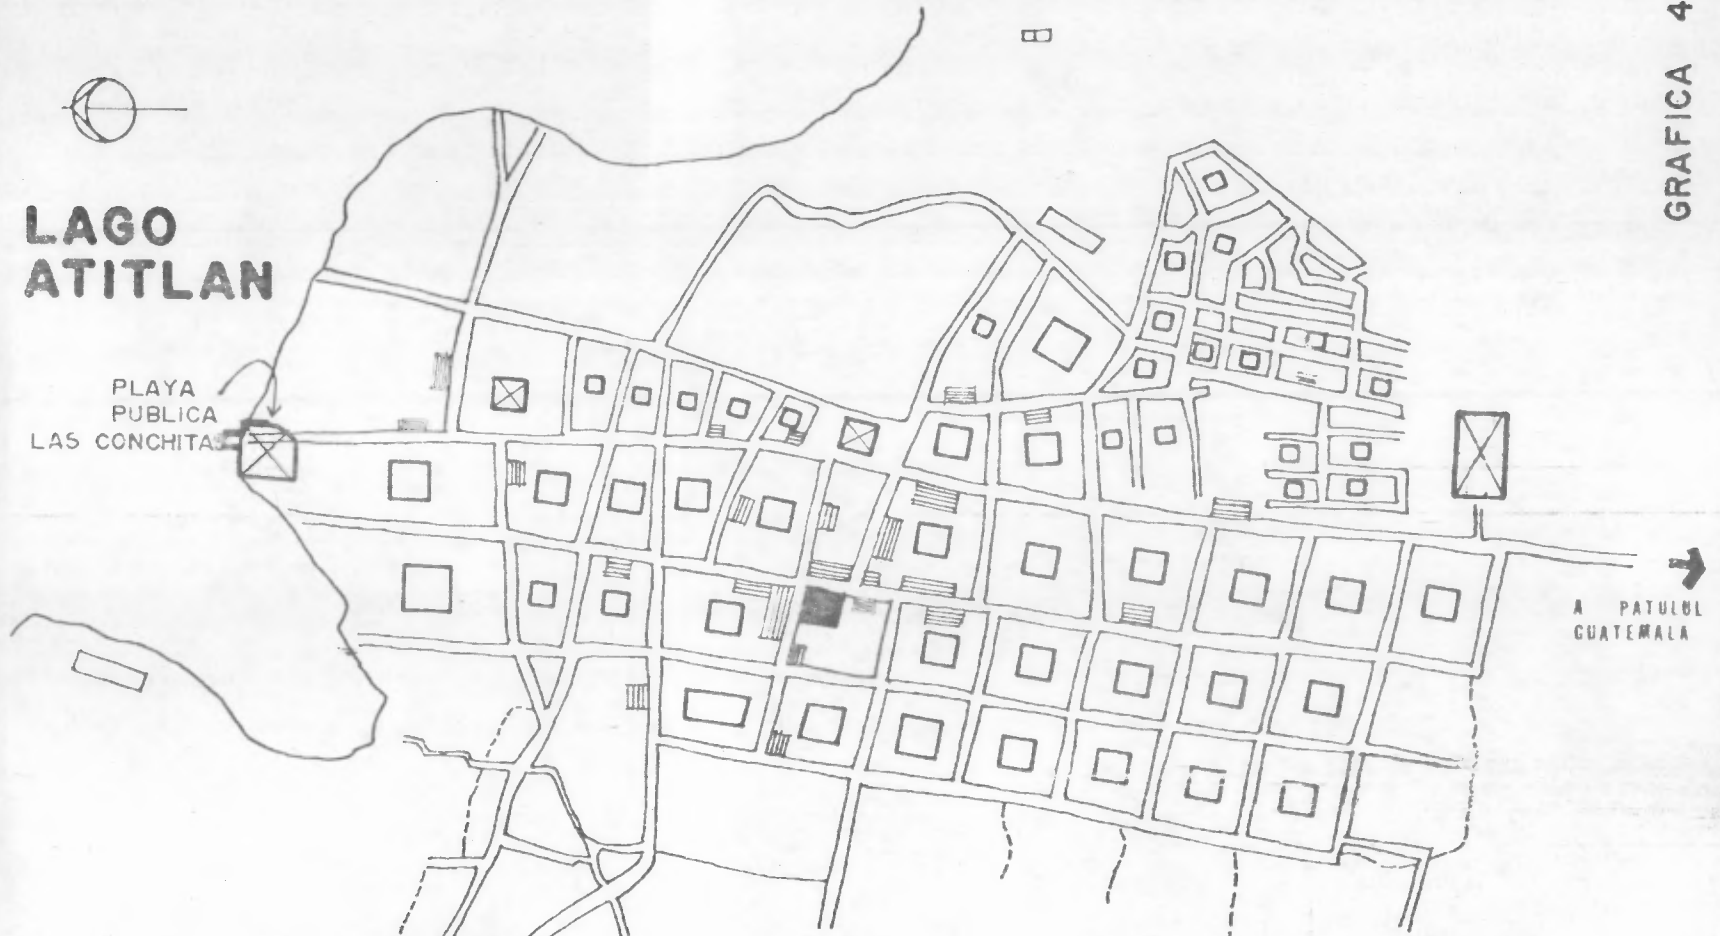 GRAFICA 4
LAGO
ATITLAN
PLAYA
PUBLICA
LAS CONCHITAS
A PATULUL
GUATEMALA